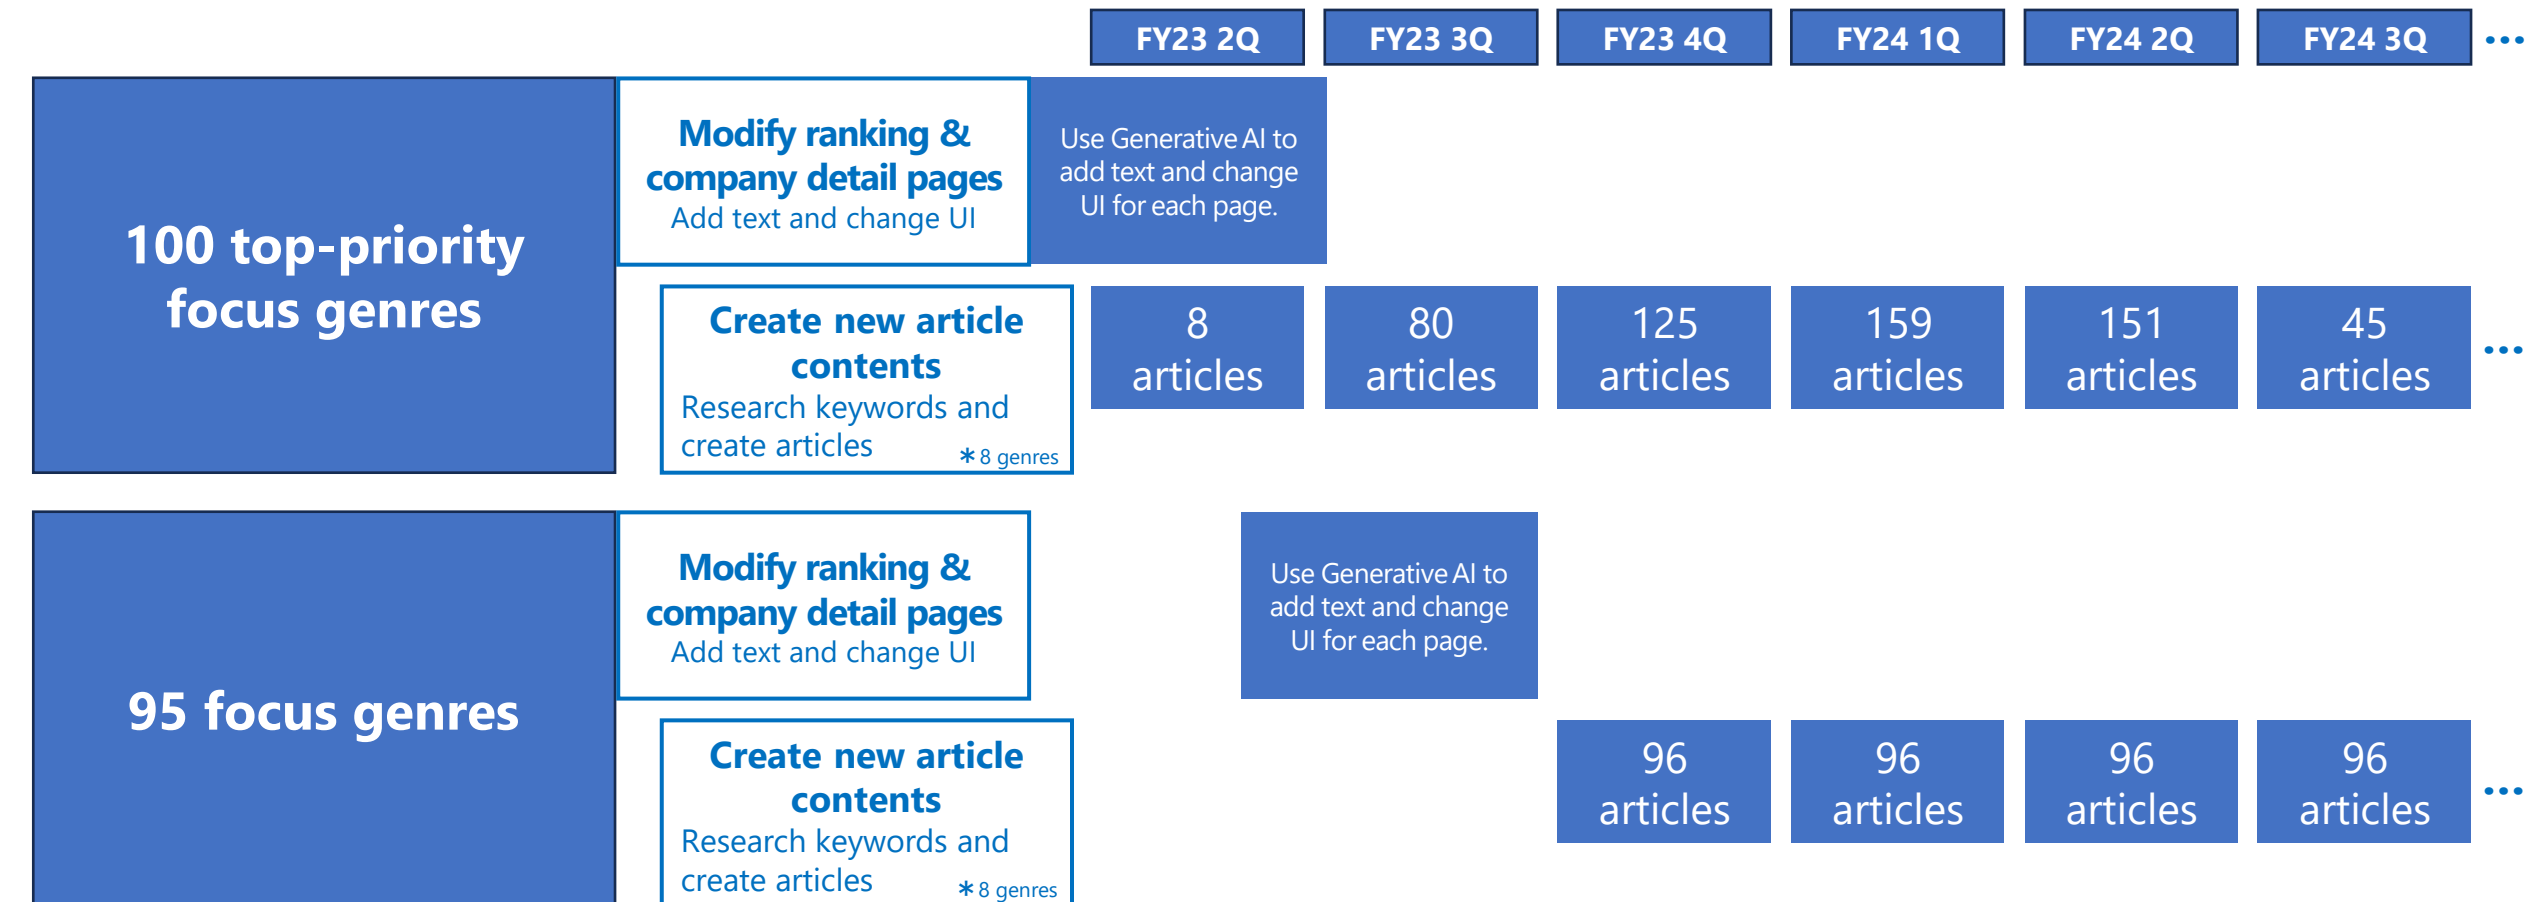 FY23 2Q
FY23 3Q
FY23 4Q
FY24 1Q
FY24 2Q
FY24 3Q
…
100 top-priority
focus genres
Modify ranking &
company detail pages
Add text and change UI
Use Generative AI to
add text and change
UI for each page.
Create new article
contents
Research keywords and
create articles
*8 genres
8
articles
80
articles
125
articles
159
articles
151
articles
45
articles
…
95 focus genres
Modify ranking &
company detail pages
Add text and change UI
Use Generative AI to
add text and change
UI for each page.
Create new article
contents
Research keywords and
create articles
*8 genres
96
articles
96
articles
96
articles
96
articles
…